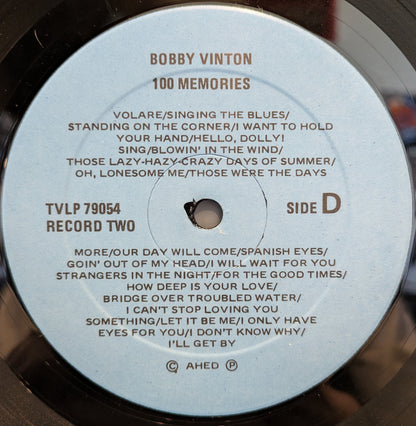 BOBBY VINTON
100 MEMORIES
VOLARE/SINGING THE BLUES/
STANDING ON THE CORNER/I WANT TO HOLD
YOUR HAND/HELLO, DOLLY!
SING/BLOWIN' IN THE WIND/
THOSE LAZY-HAZY-CRAZY DAYS OF SUMMER/
OH, LONESOME ME/THOSE WERE THE DAYS
TVLP 79054
RECORD TWO
SIDE D
MORE/OUR DAY WILL COME/SPANISH EYES/
GOIN' OUT OF MY HEAD/I WILL WAIT FOR YOU
STRANGERS IN THE NIGHT/FOR THE GOOD TIMES/
HOW DEEP IS YOUR LOVE/
BRIDGE OVER TROUBLED WATER/
I CAN'T STOP LOVING YOU
SOMETHING/LET IT BE ME/I ONLY HAVE
EYES FOR YOU/I DON'T KNOW WHY/
I'LL GET BY
Ⓒ AHED Ⓟ